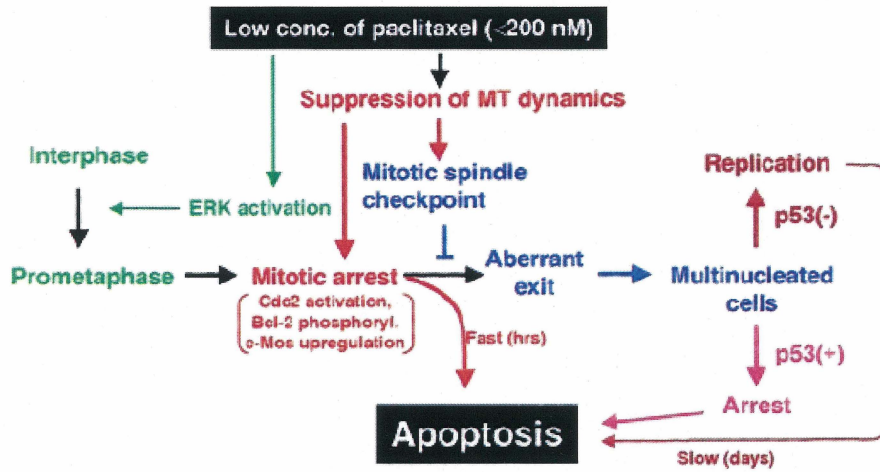 Low conc. of paclitaxel (<200 nM)
Suppression of MT dynamics
Interphase
Mitotic spindle
checkpoint
Replication
ERK activation
p53(-)
Prometaphase
Mitotic arrest
Aberrant
exit
Multinucleated
cells
Cdc2 activation,
Bcl-2 phosphoryl.
c-Mos upregulation
Fast (hrs)
p53(+)
Arrest
Apoptosis
Slow (days)